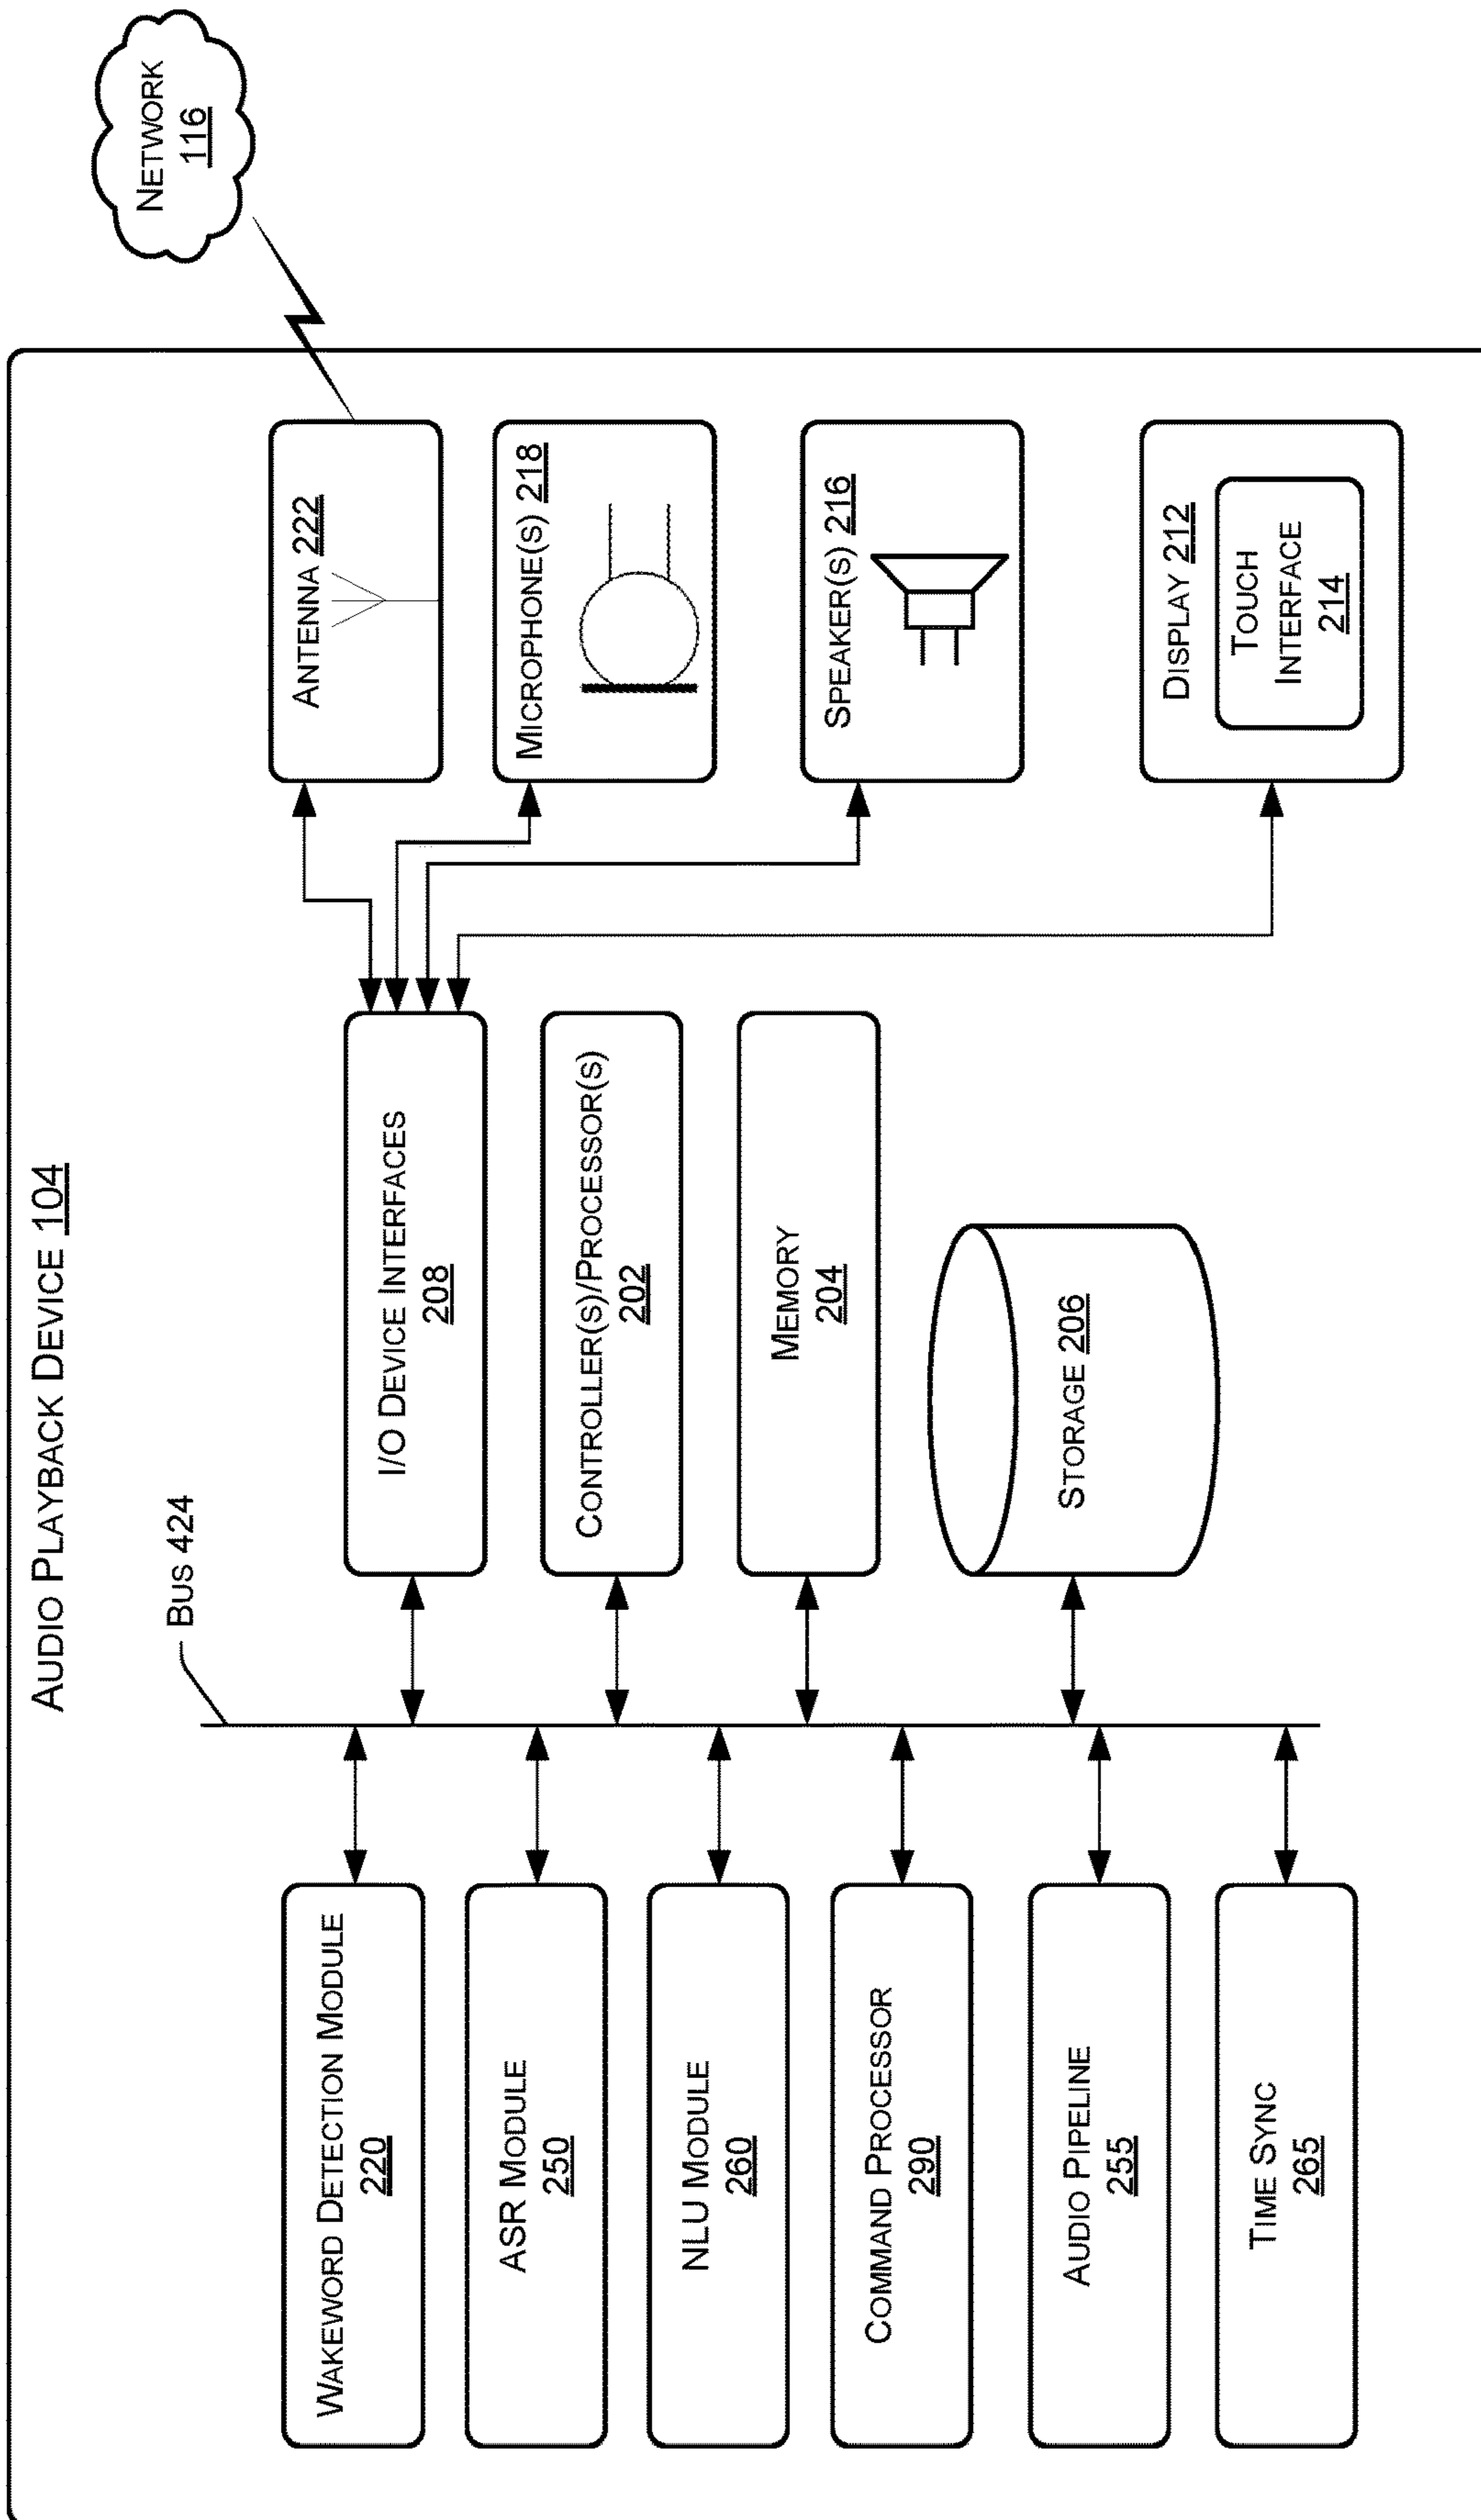 AUDIO PLAYBACK DEVICE 104
BUS 424
WAKEWORD DETECTION MODULE
220
ASR MODULE
250
NLU MODULE
260
COMMAND PROCESSOR
290
AUDIO PIPELINE
255
TIME SYNC
265
I/O DEVICE INTERFACES
208
CONTROLLER(S)/PROCESSOR(S)
202
MEMORY
204
STORAGE 206
ANTENNA 222
MICROPHONE(S) 218
SPEAKER(S) 216
DISPLAY 212
TOUCH
INTERFACE
214
NETWORK
116